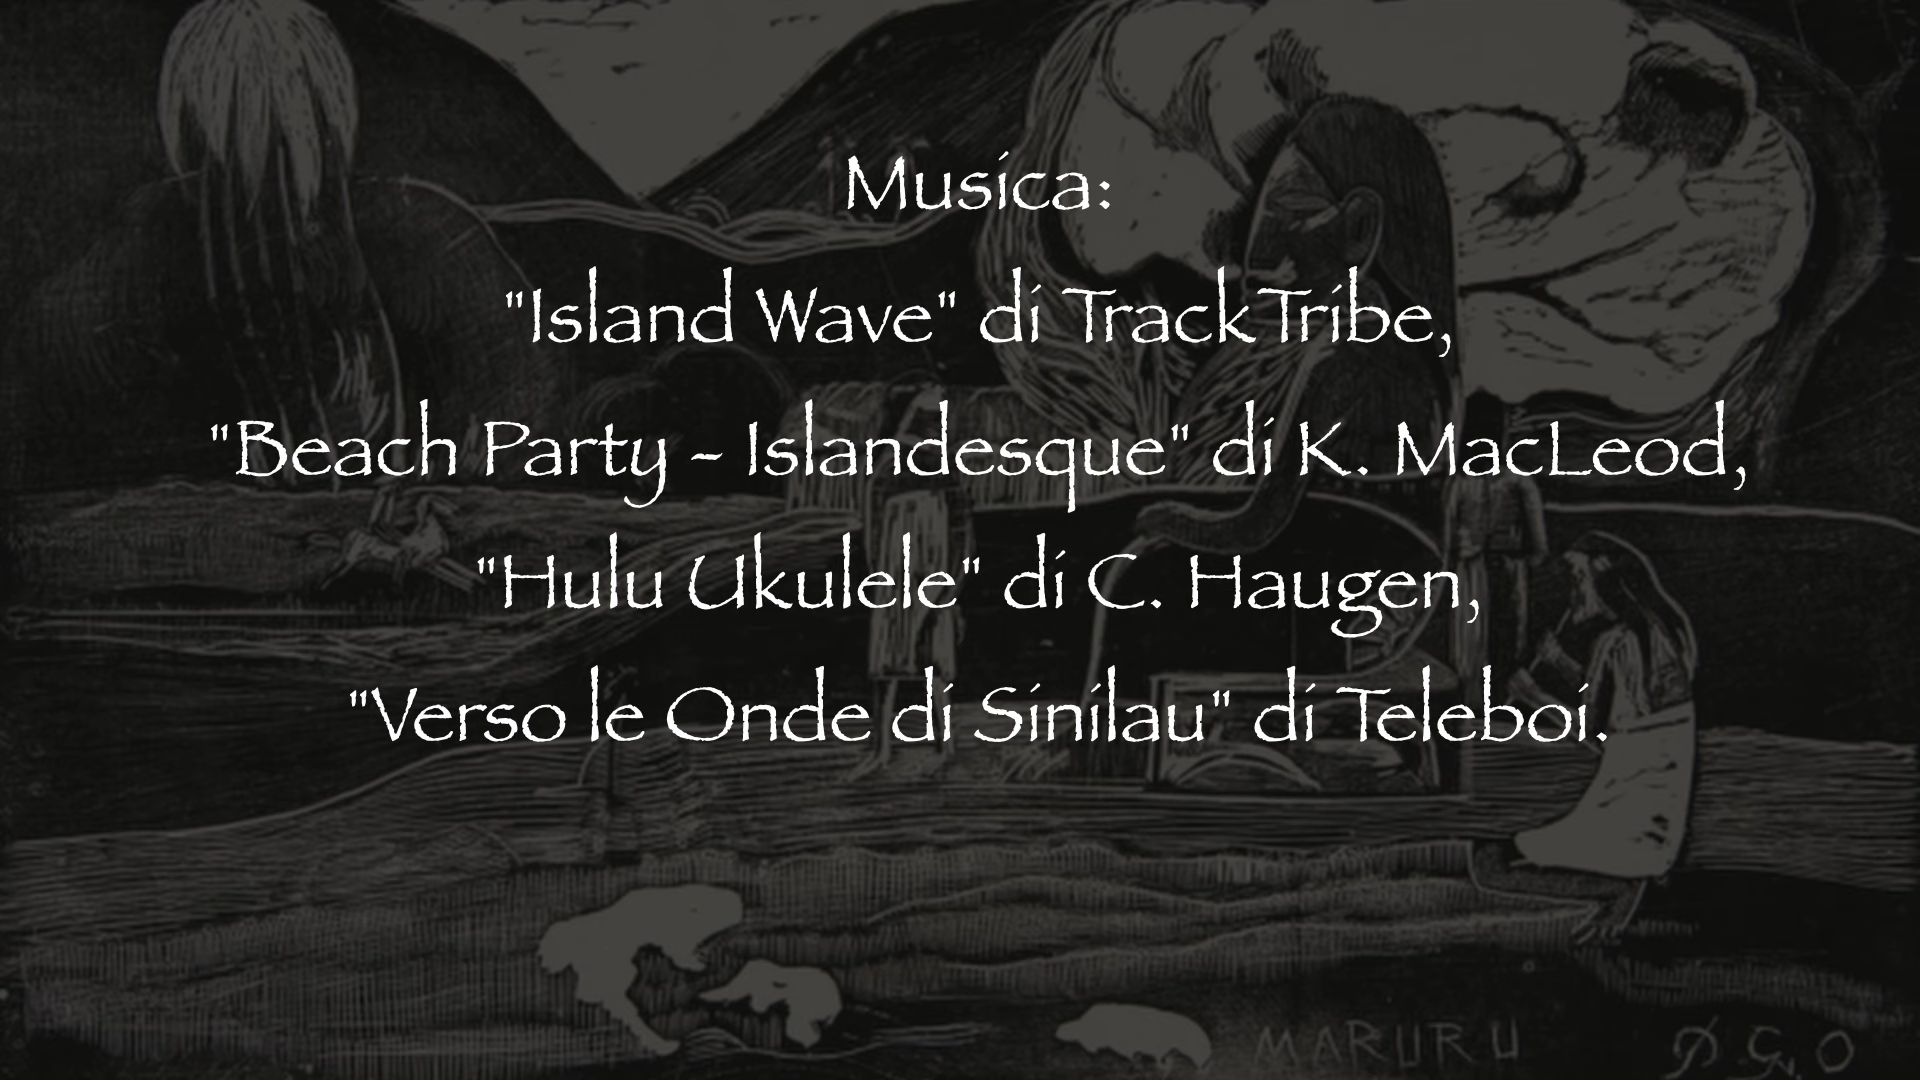 Musica:
"Island Wave" di TrackTribe,
"Beach Party - Islandesque" di K. MacLeod,
"Hulu Ukulele" di C. Haugen,
"Verso le Onde di Sinilau" di Teleboi.
MARURU PGO